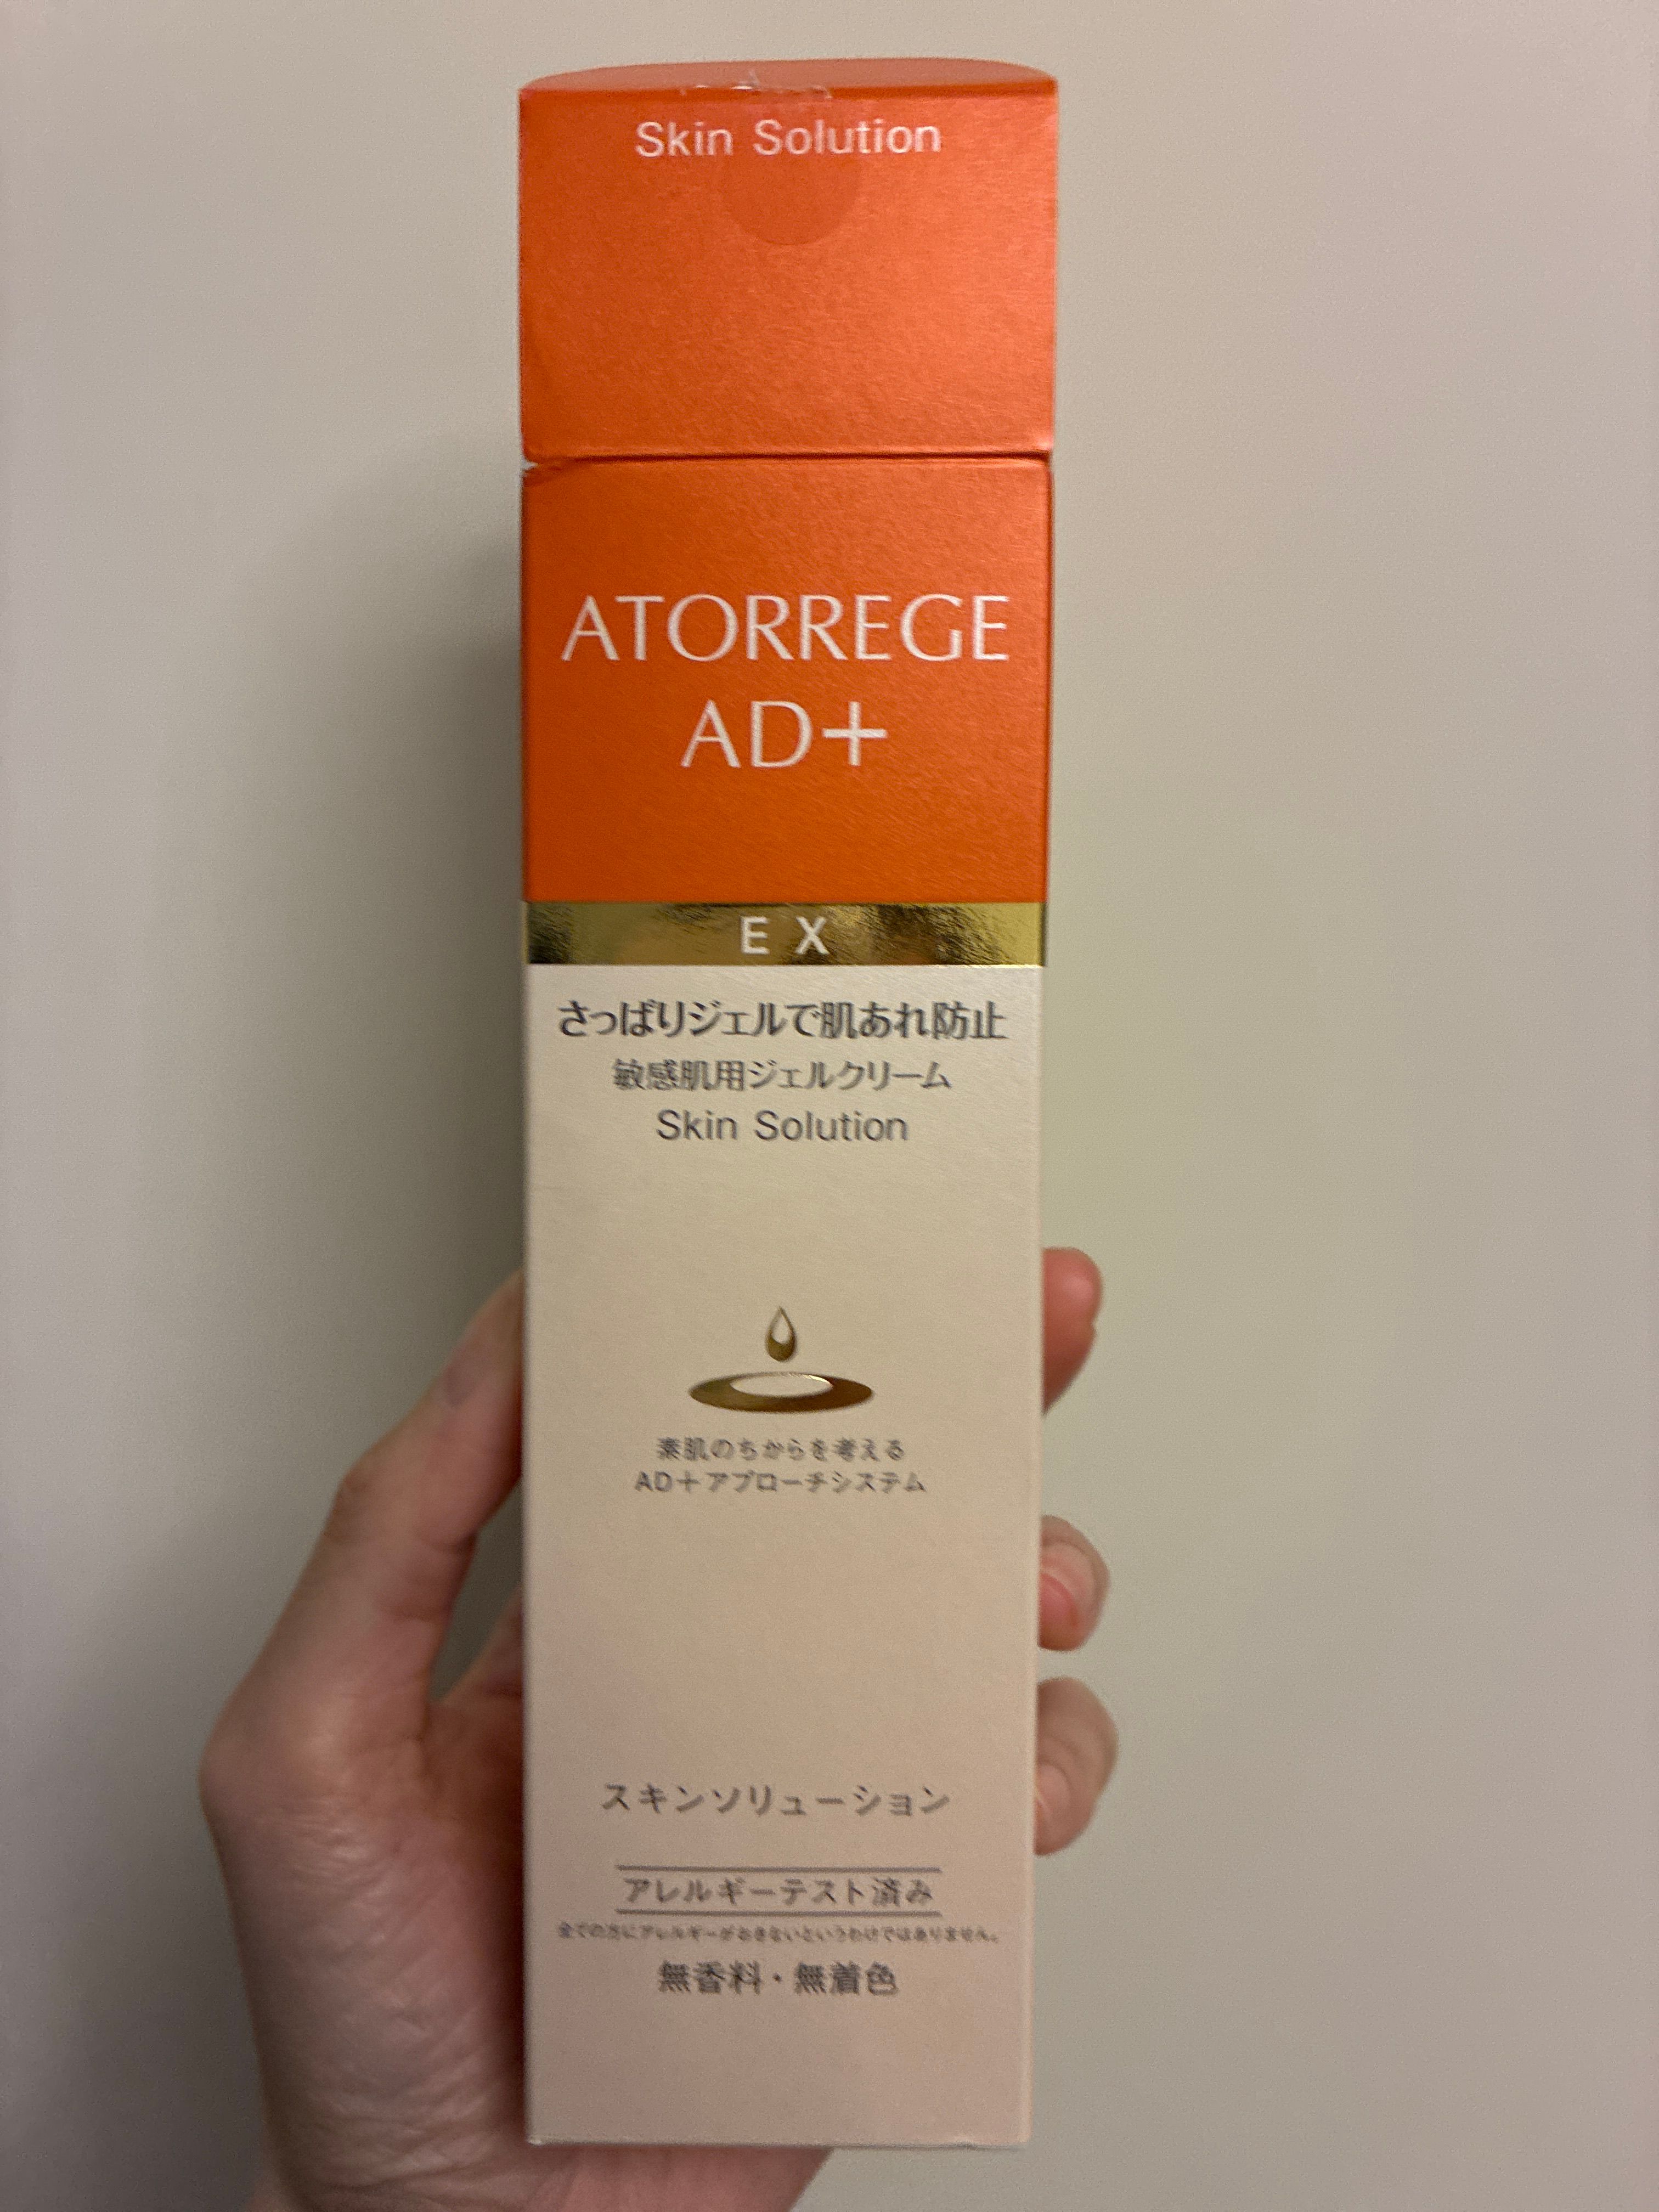 Skin Solution
ATORREGE
AD+
EX
さっぱりジェルで肌あれ防止
敏感肌用ジェルクリーム
Skin Solution
素肌のちからを考える
AD+アプローチシステム
スキンソリューション
アレルギーテスト済み
全ての方にアレルギーがおきないというわけではありません。
無香料・無着色